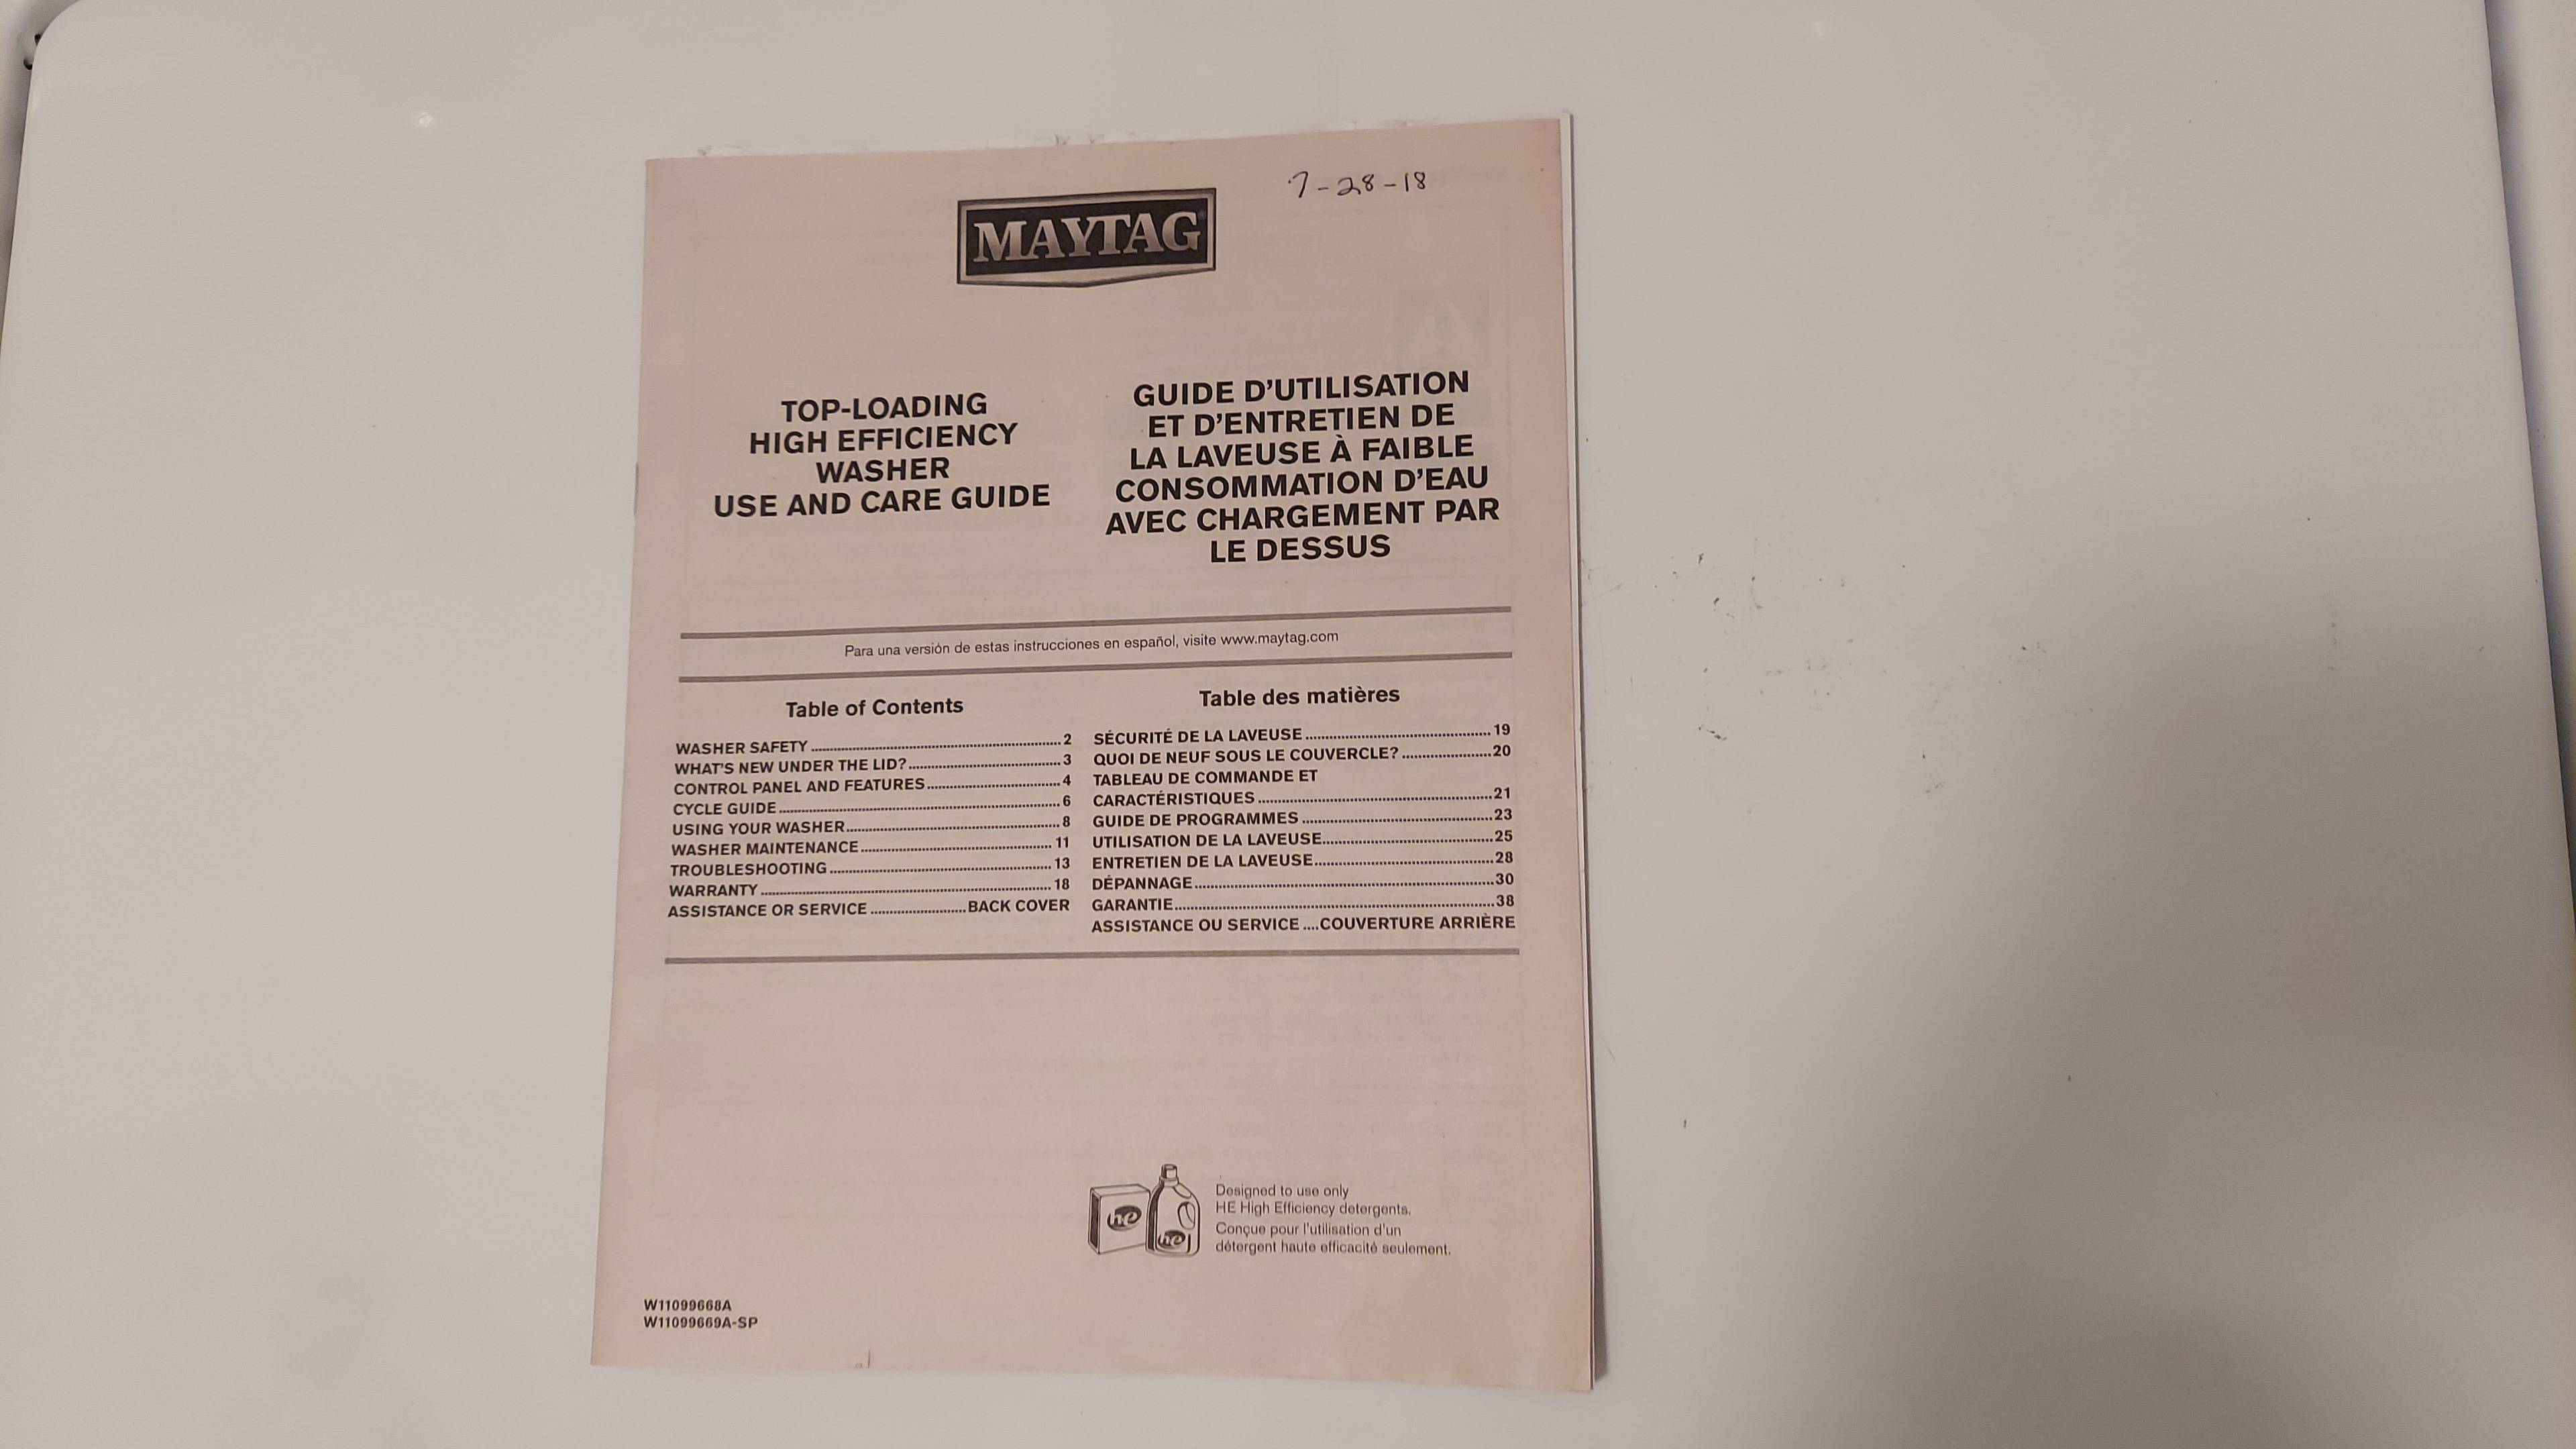 7-28-18
MAYTAG
TOP-LOADING
HIGH EFFICIENCY
WASHER
USE AND CARE GUIDE
GUIDE D'UTILISATION
ET D'ENTRETIEN DE
LA LAVEUSE À FAIBLE
CONSOMMATION D'EAU
AVEC CHARGEMENT PAR
LE DESSUS
Para una versión de estas instrucciones en español, visite www.maytag.com
Table of Contents
WASHER SAFETY ........ 2
WHAT'S NEW UNDER THE LID? ........ 3
CONTROL PANEL AND FEATURES ........ 4
CYCLE GUIDE ........ 6
USING YOUR WASHER ........ 8
WASHER MAINTENANCE ........ 11
TROUBLESHOOTING ........ 13
WARRANTY ........ 18
ASSISTANCE OR SERVICE ........ BACK COVER
Table des matières
SÉCURITÉ DE LA LAVEUSE ........ 19
QUOI DE NEUF SOUS LE COUVERCLE? ........ 20
TABLEAU DE COMMANDE ET
CARACTÉRISTIQUES ........ 21
GUIDE DE PROGRAMMES ........ 23
UTILISATION DE LA LAVEUSE ........ 25
ENTRETIEN DE LA LAVEUSE ........ 28
DÉPANNAGE ........ 30
GARANTIE ........ 38
ASSISTANCE OU SERVICE .... COUVERTURE ARRIÈRE
he
he
Designed to use only
HE High Efficiency detergents.
Conçue pour l'utilisation d'un
détergent haute efficacité seulement.
W11099668A
W11099669A-SP